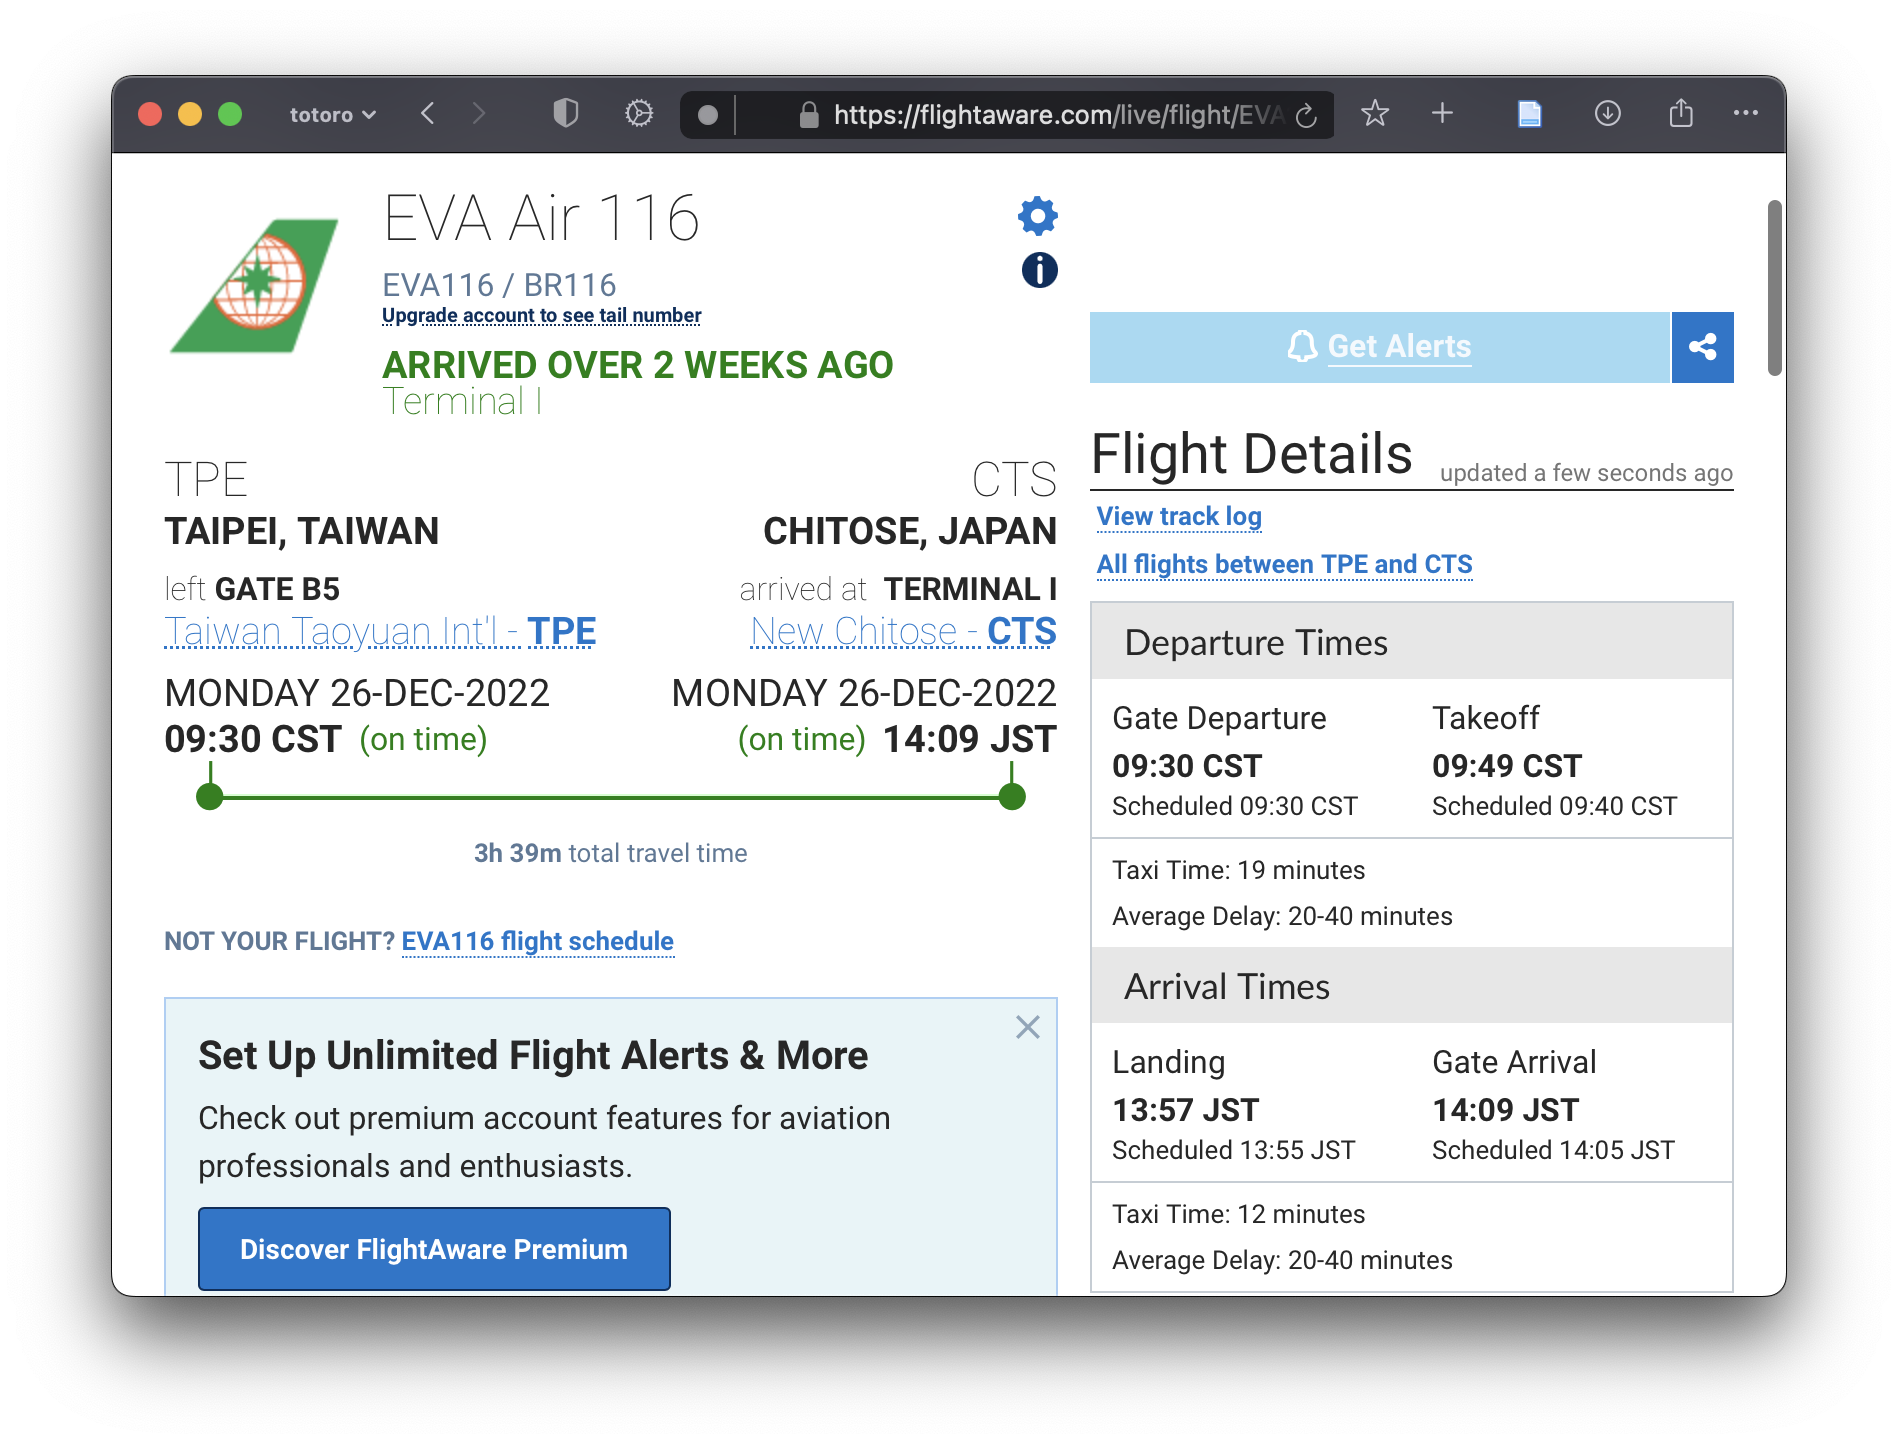 totoro
https://flightaware.com/live/flight/EVA
EVA Air 116
EVA116 / BR116
Upgrade account to see tail number
ARRIVED OVER 2 WEEKS AGO
Terminal I
TPE
TAIPEI, TAIWAN
left GATE B5
Taiwan Taoyuan Int'l - TPE
MONDAY 26-DEC-2022
09:30 CST (on time)
CTS
CHITOSE, JAPAN
arrived at TERMINAL I
New Chitose - CTS
MONDAY 26-DEC-2022
(on time) 14:09 JST
3h 39m total travel time
NOT YOUR FLIGHT? EVA116 flight schedule
Set Up Unlimited Flight Alerts & More
Check out premium account features for aviation
professionals and enthusiasts.
Discover FlightAware Premium
Get Alerts
Flight Details
updated a few seconds ago
View track log
All flights between TPE and CTS
Departure Times
Gate Departure
09:30 CST
Scheduled 09:30 CST
Takeoff
09:49 CST
Scheduled 09:40 CST
Taxi Time: 19 minutes
Average Delay: 20-40 minutes
Arrival Times
Landing
13:57 JST
Scheduled 13:55 JST
Gate Arrival
14:09 JST
Scheduled 14:05 JST
Taxi Time: 12 minutes
Average Delay: 20-40 minutes